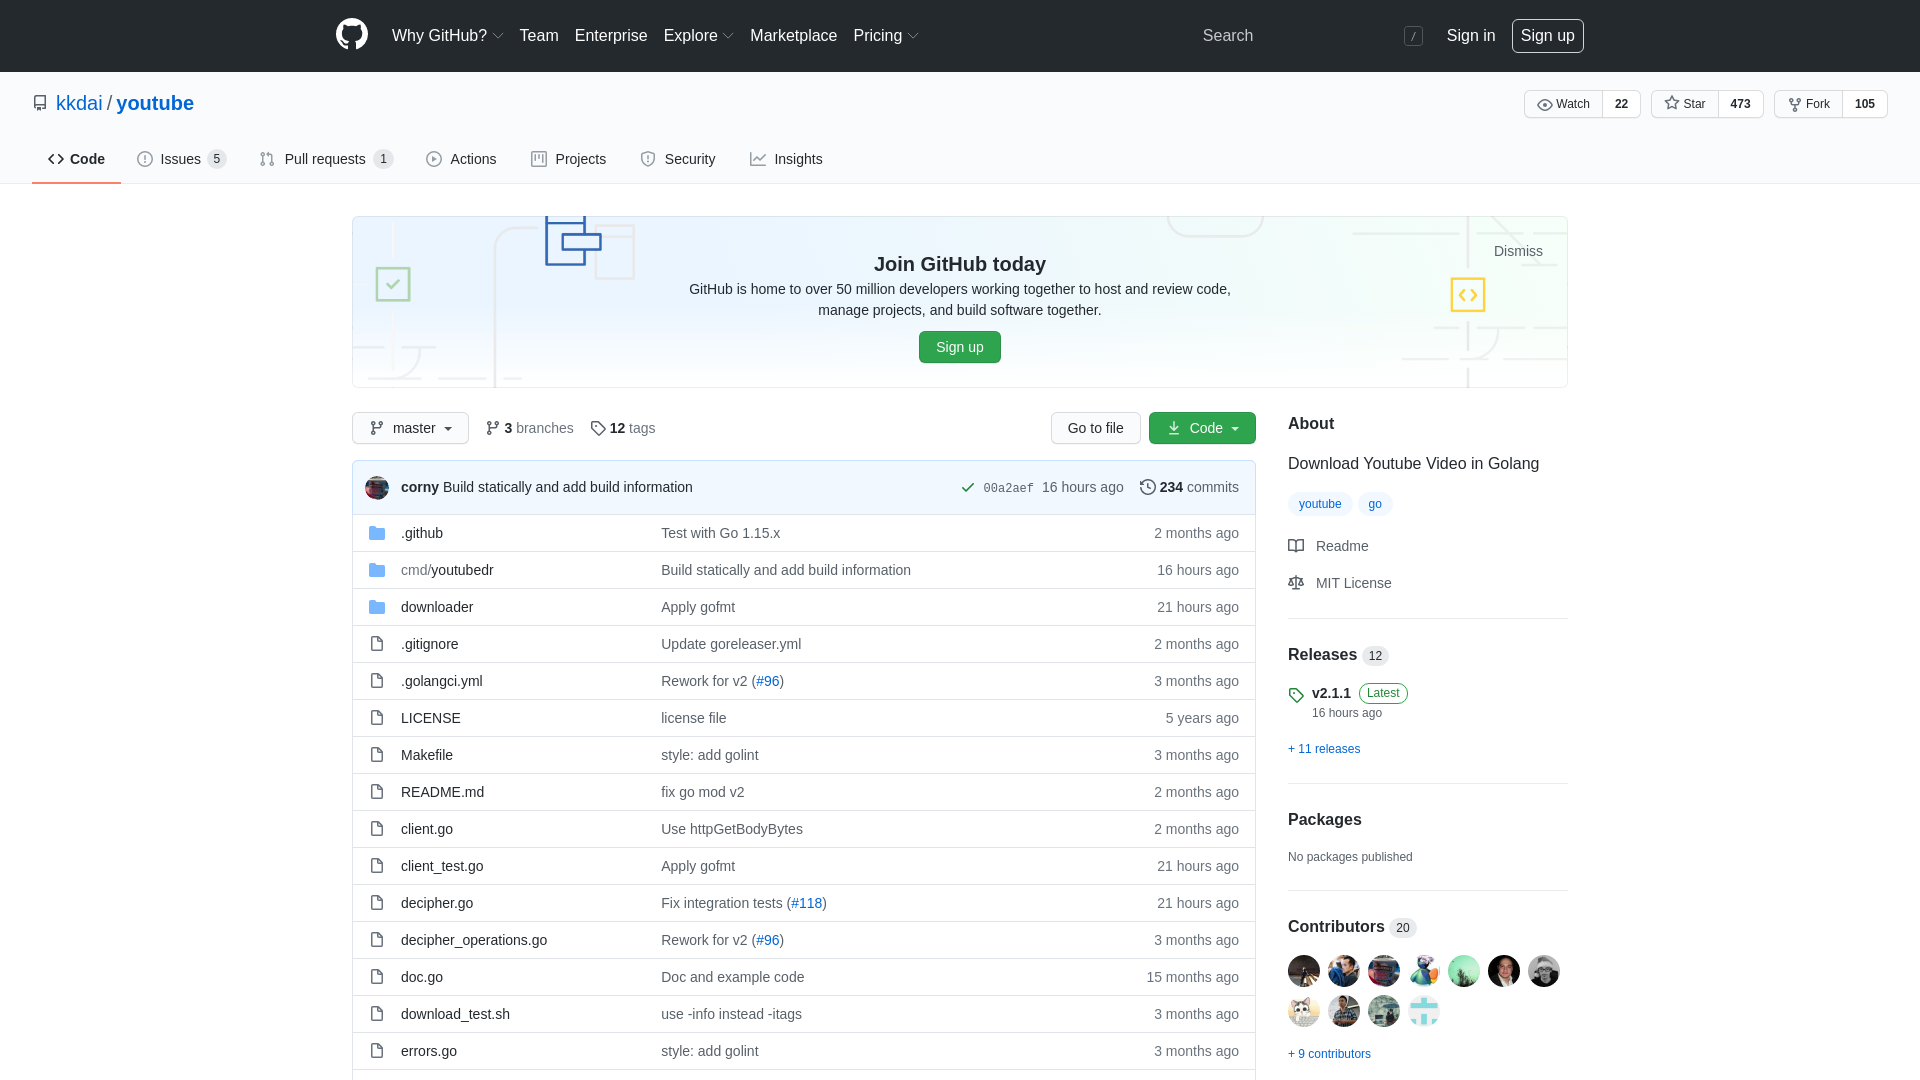 Why GitHub? Team Enterprise Explore Marketplace Pricing Search / Sign in Sign up
kkdai / youtube Watch 22 Star 473 Fork 105
Code Issues 5 Pull requests 1 Actions Projects Security Insights
Dismiss
Join GitHub today
GitHub is home to over 50 million developers working together to host and review code,
manage projects, and build software together.
Sign up
master 3 branches 12 tags Go to file Code
corny Build statically and add build information 00a2aef 16 hours ago 234 commits
.github Test with Go 1.15.x 2 months ago
cmd/youtubedr Build statically and add build information 16 hours ago
downloader Apply gofmt 21 hours ago
.gitignore Update goreleaser.yml 2 months ago
.golangci.yml Rework for v2 (#96) 3 months ago
LICENSE license file 5 years ago
Makefile style: add golint 3 months ago
README.md fix go mod v2 2 months ago
client.go Use httpGetBodyBytes 2 months ago
client_test.go Apply gofmt 21 hours ago
decipher.go Fix integration tests (#118) 21 hours ago
decipher_operations.go Rework for v2 (#96) 3 months ago
doc.go Doc and example code 15 months ago
download_test.sh use -info instead -itags 3 months ago
errors.go style: add golint 3 months ago
About
Download Youtube Video in Golang
youtube go
Readme
MIT License
Releases 12
v2.1.1 Latest
16 hours ago
+ 11 releases
Packages
No packages published
Contributors 20
+ 9 contributors